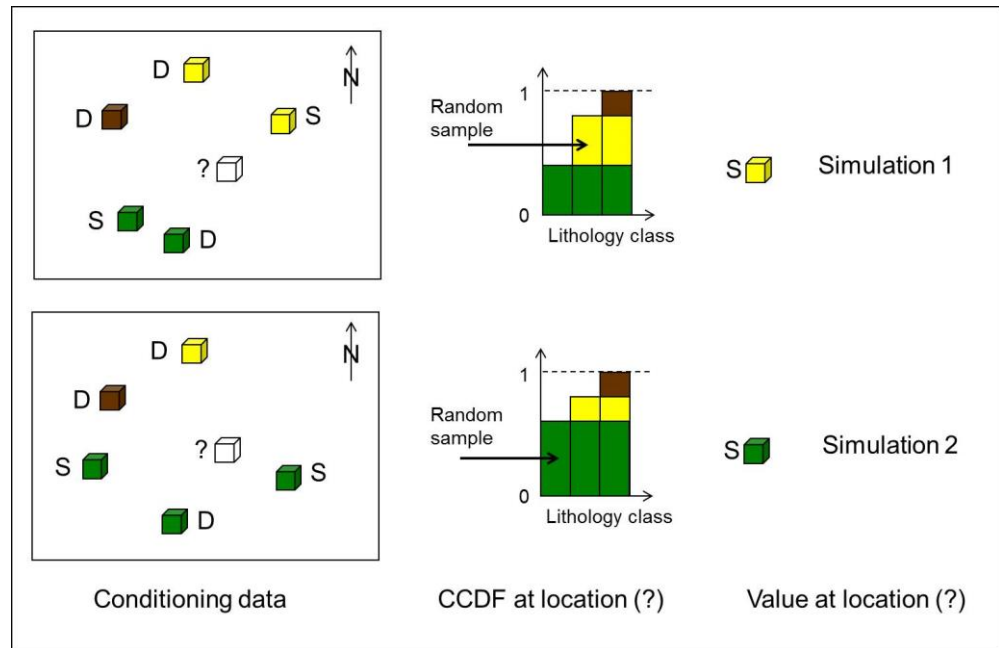 D
N
D
S
?
S
D
1
Random
sample
0
Lithology class
S
Simulation 1
D
N
D
?
S
S
D
1
Random
sample
0
Lithology class
S
Simulation 2
Conditioning data
CCDF at location (?)
Value at location (?)